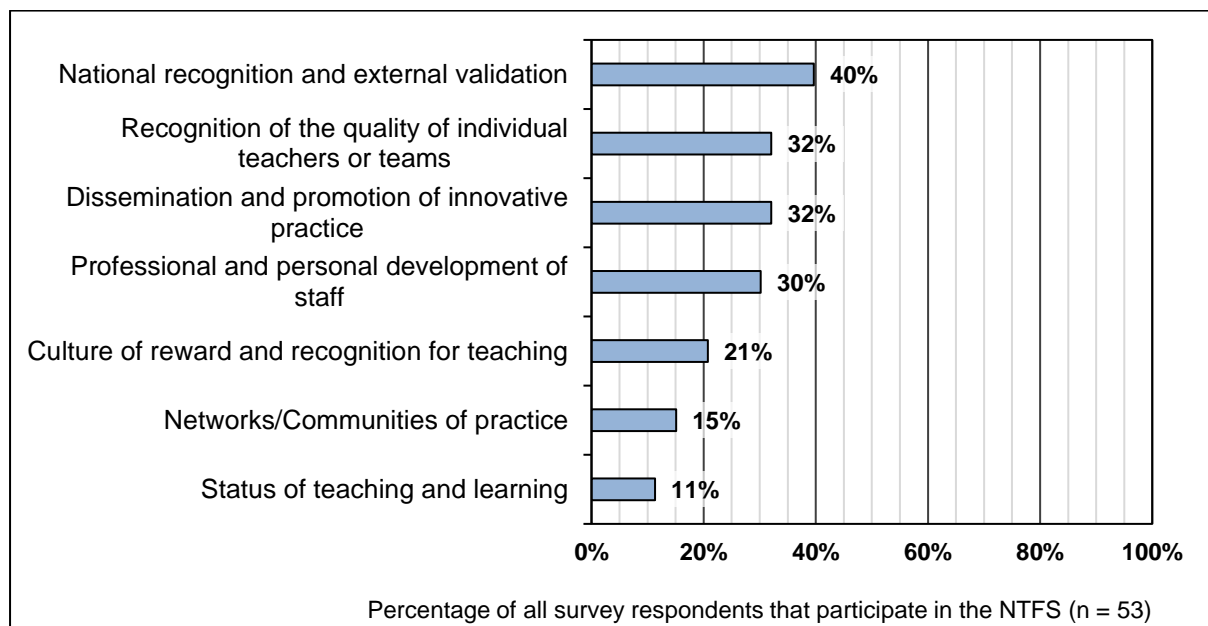 National recognition and external validation
40%
Recognition of the quality of individual
teachers or teams
32%
Dissemination and promotion of innovative
practice
32%
Professional and personal development of
staff
30%
Culture of reward and recognition for teaching
21%
Networks/Communities of practice
15%
Status of teaching and learning
11%
0% 20% 40% 60% 80% 100%
Percentage of all survey respondents that participate in the NTFS (n = 53)